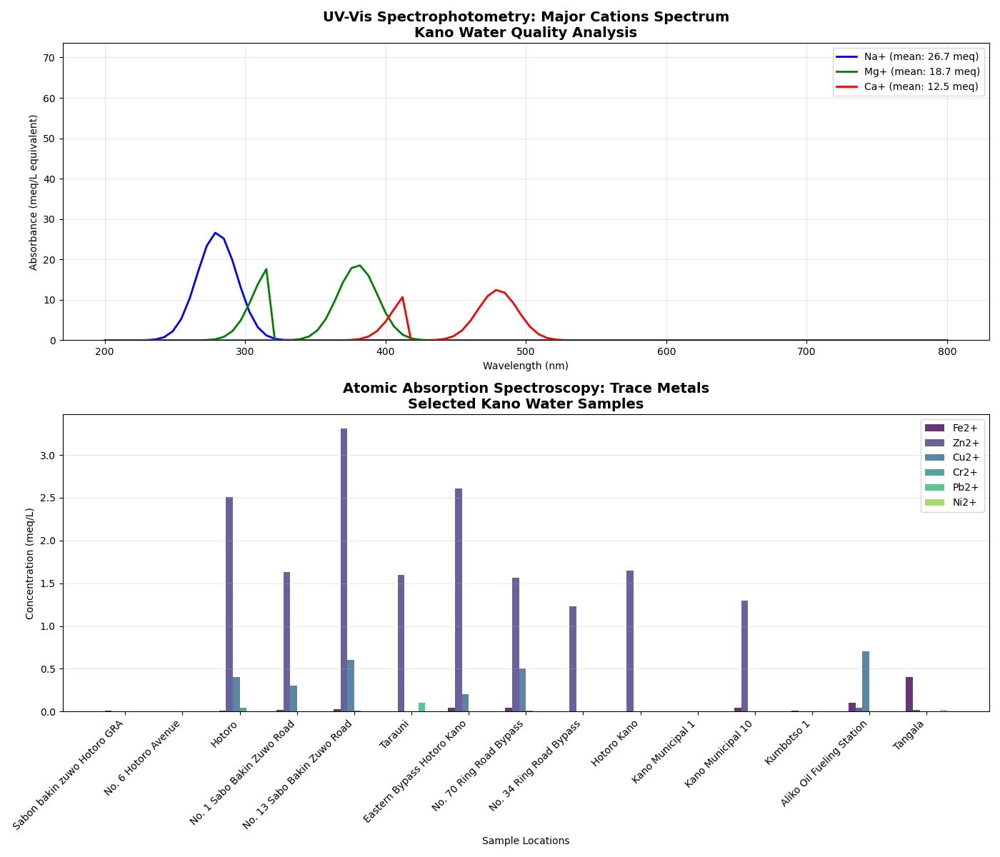 UV-Vis Spectrophotometry: Major Cations Spectrum
Kano Water Quality Analysis
Absorbance (meq/L equivalent)
70
60
50
40
30
20
10
0
Na+ (mean: 26.7 meq)
Mg+ (mean: 18.7 meq)
Ca+ (mean: 12.5 meq)
200
300
400
500
600
700
800
Wavelength (nm)
Atomic Absorption Spectroscopy: Trace Metals
Selected Kano Water Samples
Concentration (meq/L)
3.0
2.5
2.0
1.5
1.0
0.5
0.0
Fe2+
Zn2+
Cu2+
Cr2+
Pb2+
Ni2+
Sabon bakin zuwo Hotoro GRA
No. 6 Hotoro Avenue
Hotoro
No. 1 Sabo Bakin Zuwo Road
No. 13 Sabo Bakin Zuwo Road
Tarauni
Eastern Bypass Hotoro Kano
No. 70 Ring Road Bypass
No. 34 Ring Road Bypass
Hotoro Kano
Kano Municipal 1
Kano Municipal 10
Kumbotso 1
Aliko Oil Fueling Station
Tangala
Sample Locations